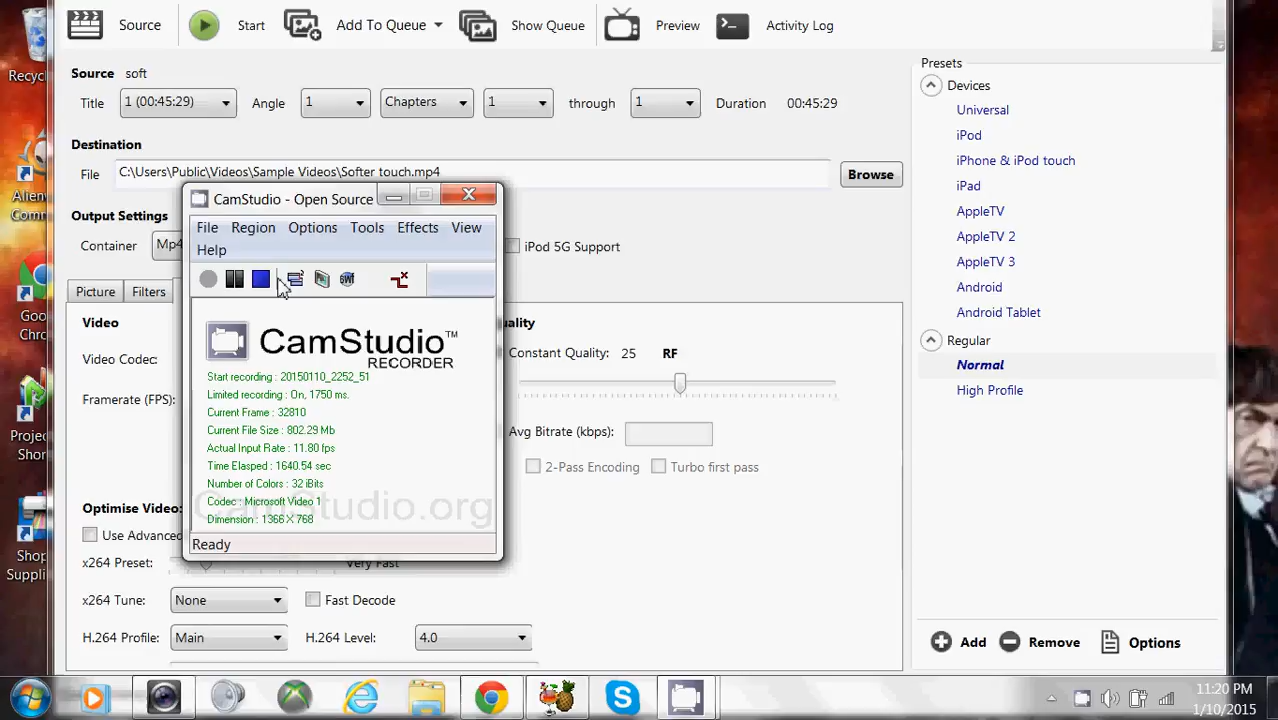 Source Start Add To Queue Show Queue Preview Activity Log
Source soft
Title 1 (00:45:29) Angle 1 Chapters 1 through 1 Duration 00:45:29
Destination
File C:\Users\Public\Videos\Sample Videos\Softer touch.mp4 Browse
Output Settings
Container Mp4 iPod 5G Support
Picture Filters
Video
Video Codec:
Framerate (FPS):
Constant Quality: 25 RF
Avg Bitrate (kbps):
2-Pass Encoding Turbo first pass
Optimise Video:
Use Advanced
x264 Preset: Very Fast
x264 Tune: None Fast Decode
H.264 Profile: Main H.264 Level: 4.0
CamStudio - Open Source
File Region Options Tools Effects View
Help
CamStudio™
RECORDER
Start recording : 20150110_2252_51
Limited recording : On, 1750 ms.
Current Frame : 32810
Current File Size : 802.29 Mb
Actual Input Rate : 11.80 fps
Time Elasped : 1640.54 sec
Number of Colors : 32 Bits
Codec : Microsoft Video 1
Dimension : 1366 X 768
CamStudio.org
Ready
Presets
Devices
Universal
iPod
iPhone & iPod touch
iPad
AppleTV
AppleTV 2
AppleTV 3
Android
Android Tablet
Regular
Normal
High Profile
Add Remove Options
11:20 PM
1/10/2015